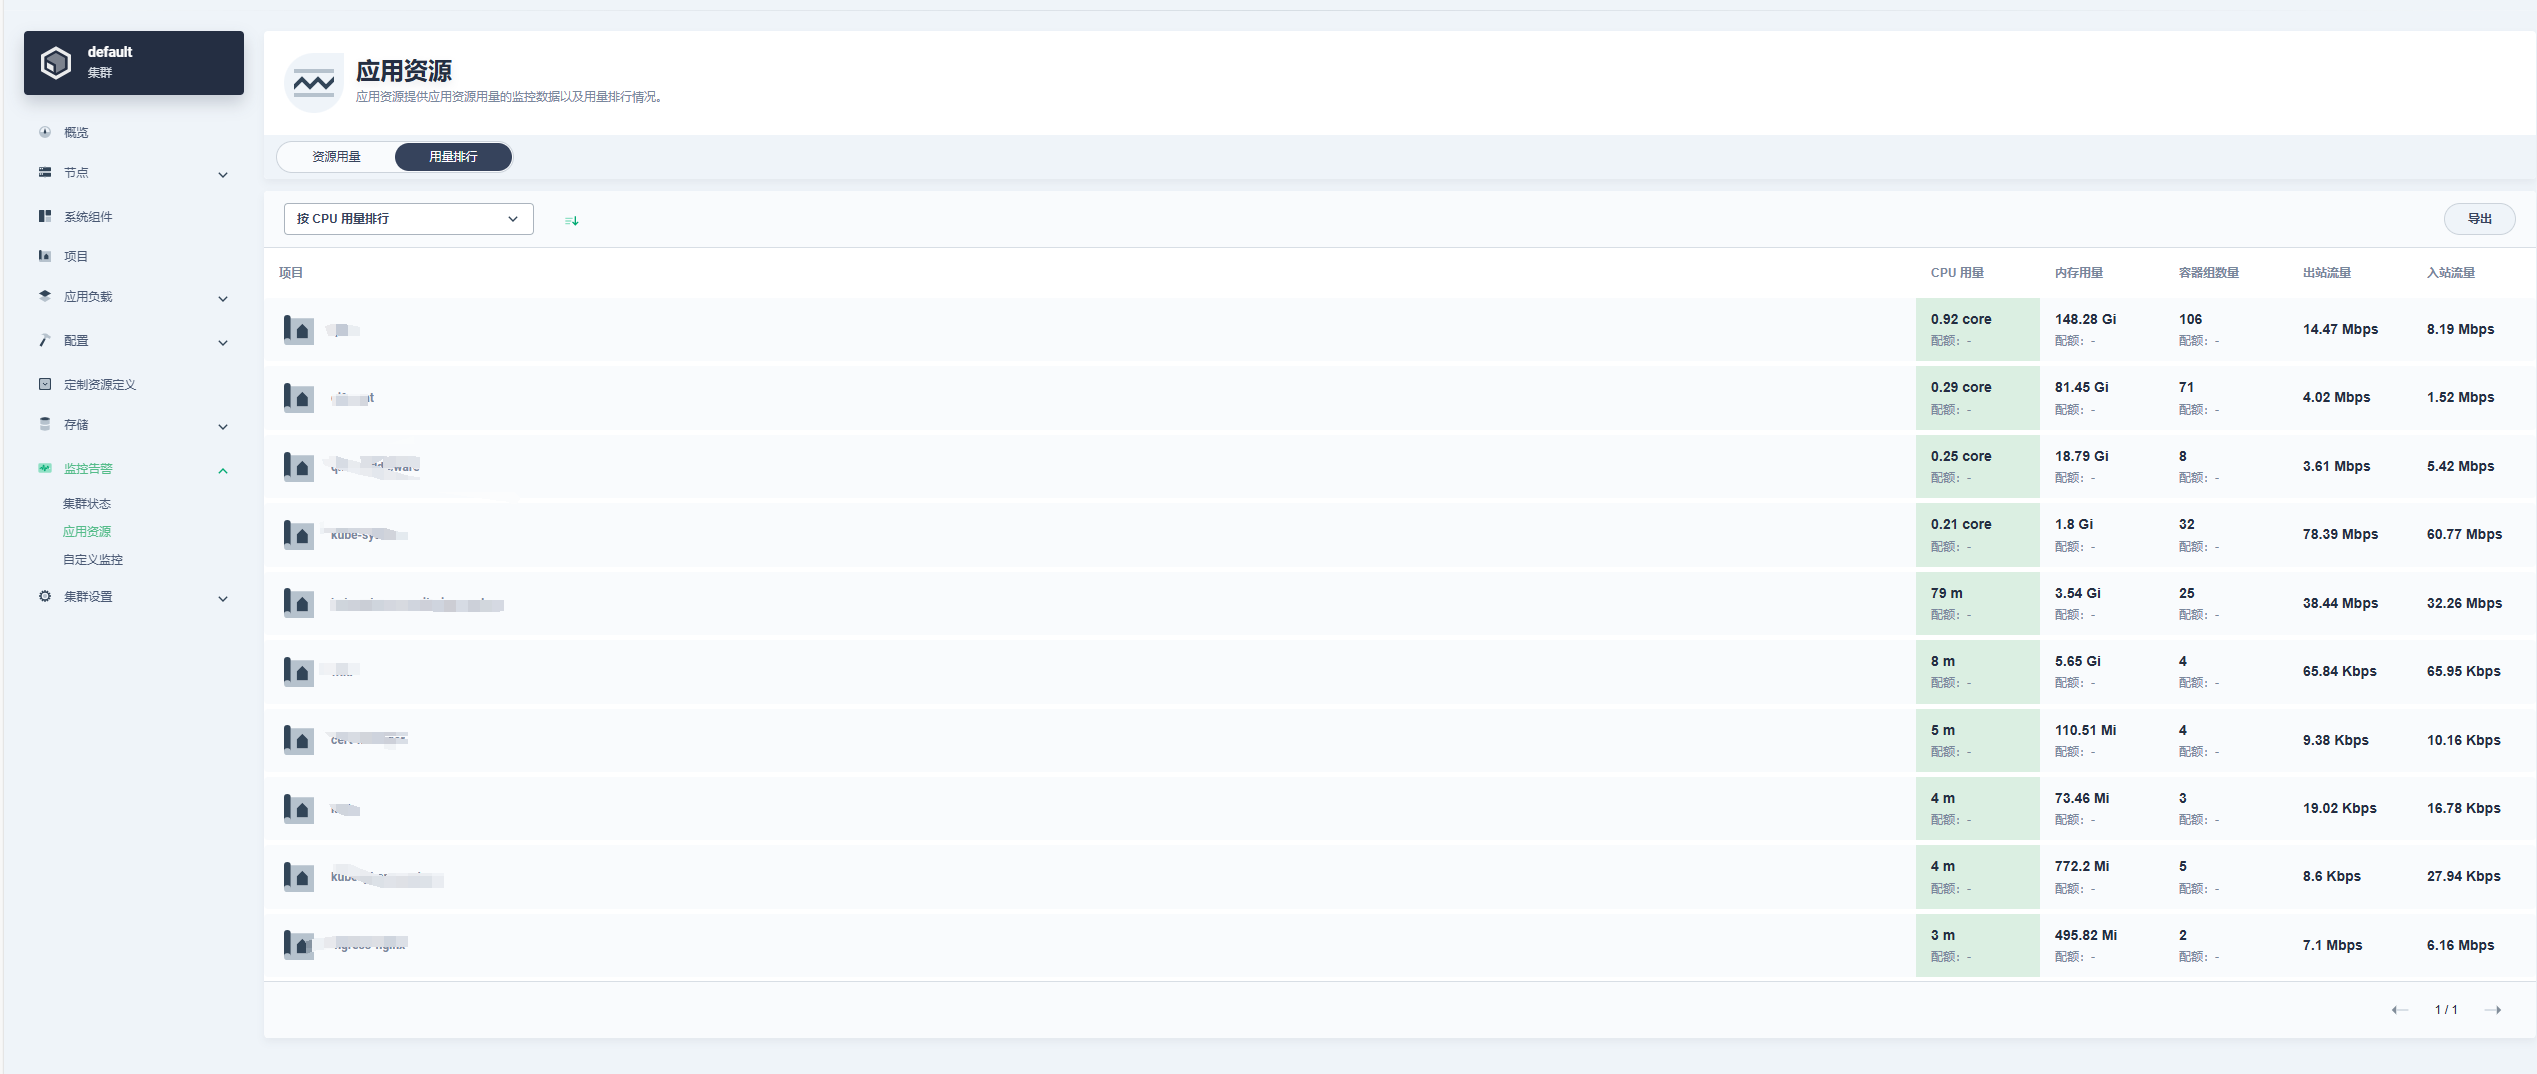 default
集群
概览
节点
系统组件
项目
应用负载
配置
定制资源定义
存储
监控告警
集群状态
应用资源
自定义监控
集群设置
应用资源
应用资源提供应用资源用量的监控数据以及用量排行情况。
资源用量 用量排行
按 CPU 用量排行 导出
项目 CPU 用量 内存用量 容器组数量 出站流量 入站流量
0.92 core 148.28 Gi 106 14.47 Mbps 8.19 Mbps
配额: - 配额: - 配额: -
0.29 core 81.45 Gi 71 4.02 Mbps 1.52 Mbps
配额: - 配额: - 配额: -
0.25 core 18.79 Gi 8 3.61 Mbps 5.42 Mbps
配额: - 配额: - 配额: -
0.21 core 1.8 Gi 32 78.39 Mbps 60.77 Mbps
配额: - 配额: - 配额: -
79 m 3.54 Gi 25 38.44 Mbps 32.26 Mbps
配额: - 配额: - 配额: -
8 m 5.65 Gi 4 65.84 Kbps 65.95 Kbps
配额: - 配额: - 配额: -
5 m 110.51 Mi 4 9.38 Kbps 10.16 Kbps
配额: - 配额: - 配额: -
4 m 73.46 Mi 3 19.02 Kbps 16.78 Kbps
配额: - 配额: - 配额: -
4 m 772.2 Mi 5 8.6 Kbps 27.94 Kbps
配额: - 配额: - 配额: -
3 m 495.82 Mi 2 7.1 Mbps 6.16 Mbps
配额: - 配额: - 配额: -
1 / 1